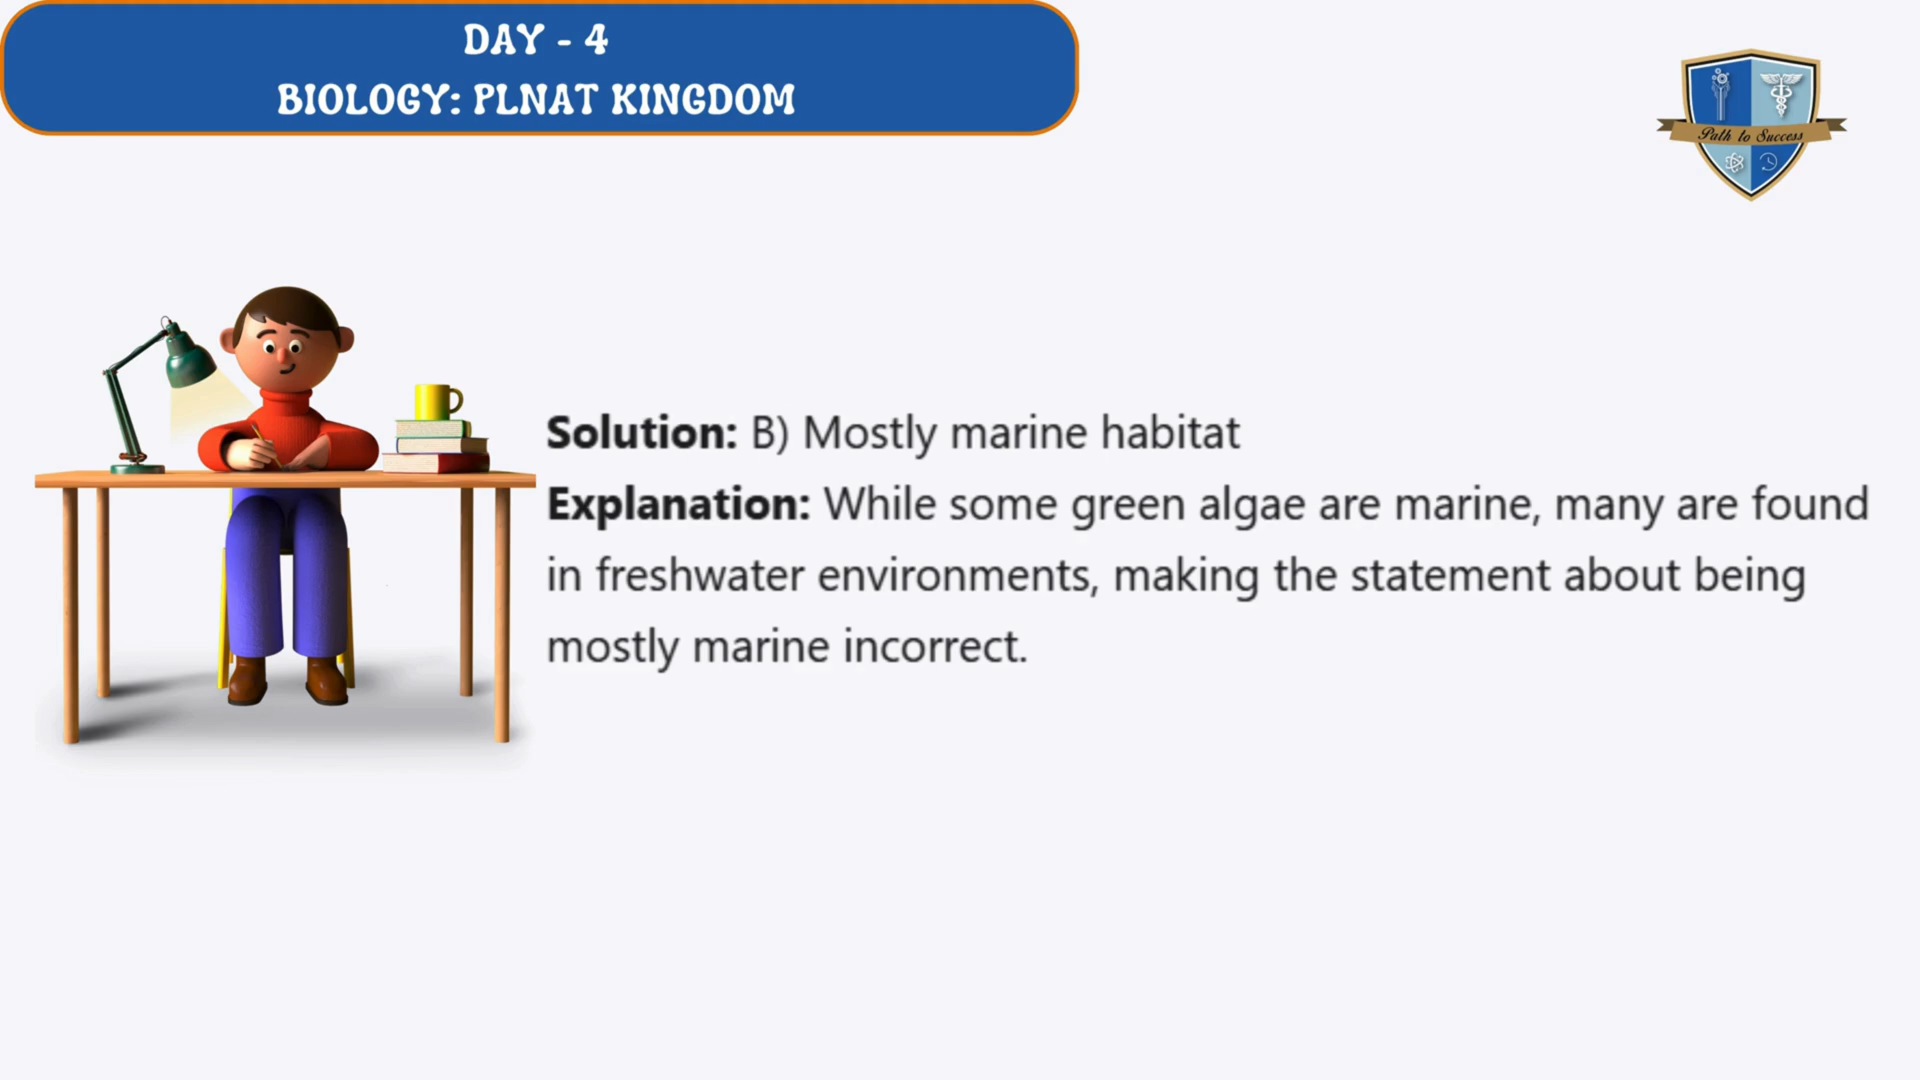 DAY - 4
BIOLOGY: PLNAT KINGDOM
Path to Success
Solution: B) Mostly marine habitat
Explanation: While some green algae are marine, many are found
in freshwater environments, making the statement about being
mostly marine incorrect.